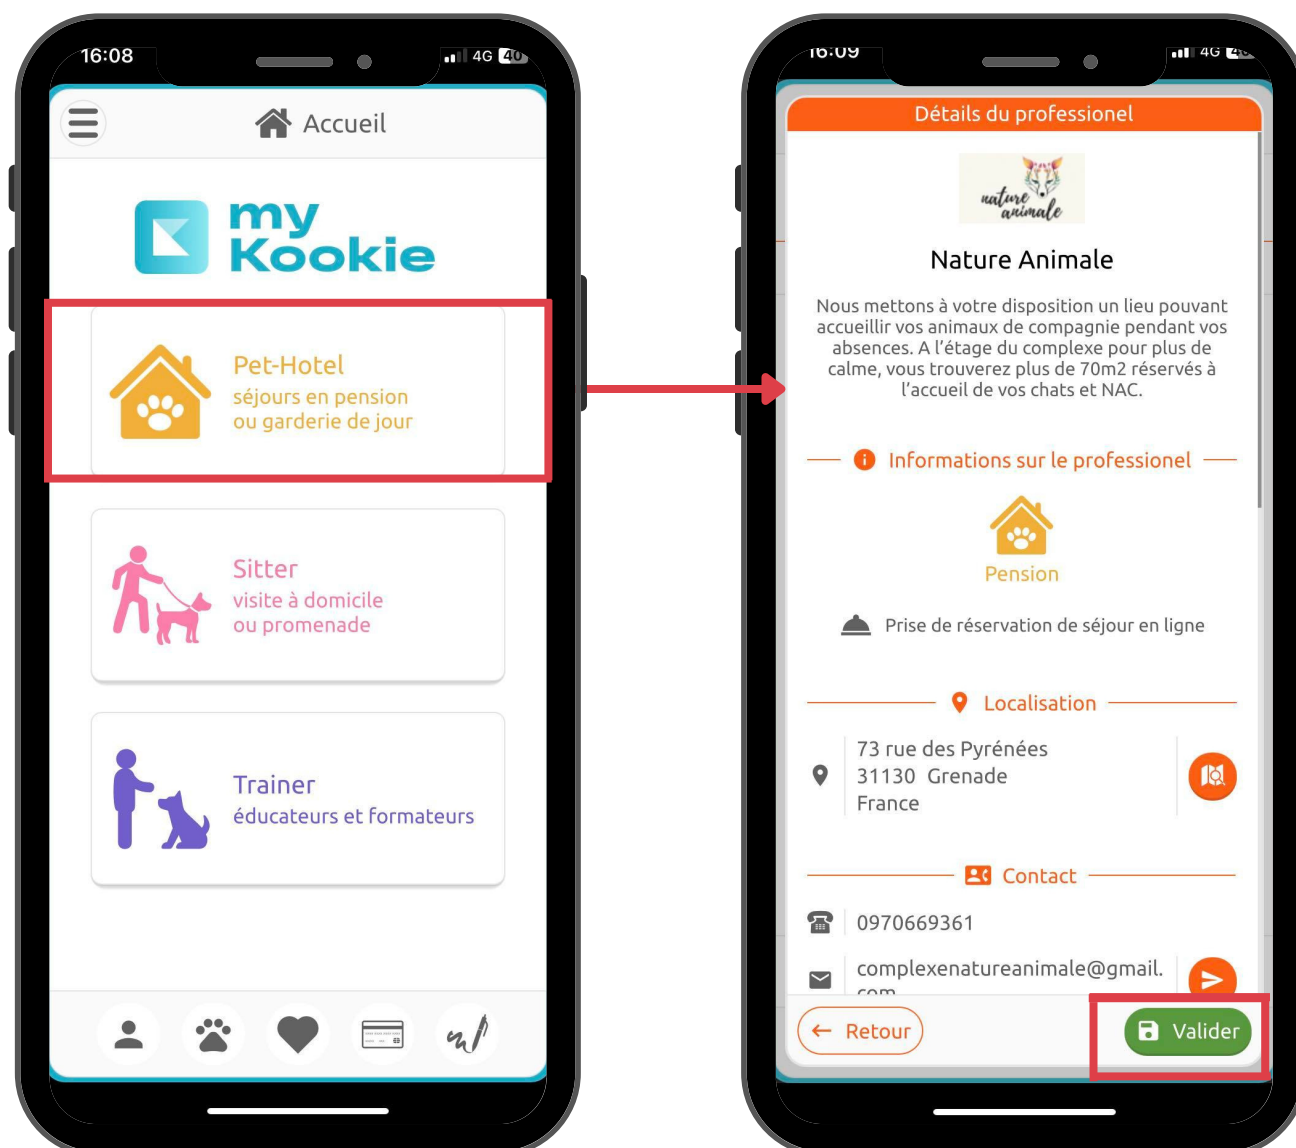 16:08
4G 40
Accueil
my
Kookie
Pet-Hotel
séjours en pension
ou garderie de jour
Sitter
visite à domicile
ou promenade
Trainer
éducateurs et formateurs
16:09
4G
Détails du professionel
nature
animale
Nature Animale
Nous mettons à votre disposition un lieu pouvant
accueillir vos animaux de compagnie pendant vos
absences. A l'étage du complexe pour plus de
calme, vous trouverez plus de 70m2 réservés à
l'accueil de vos chats et NAC.
Informations sur le professionel
Pension
Prise de réservation de séjour en ligne
Localisation
73 rue des Pyrénées
31130 Grenade
France
Contact
0970669361
complexenatureanimale@gmail.
com
Retour
Valider